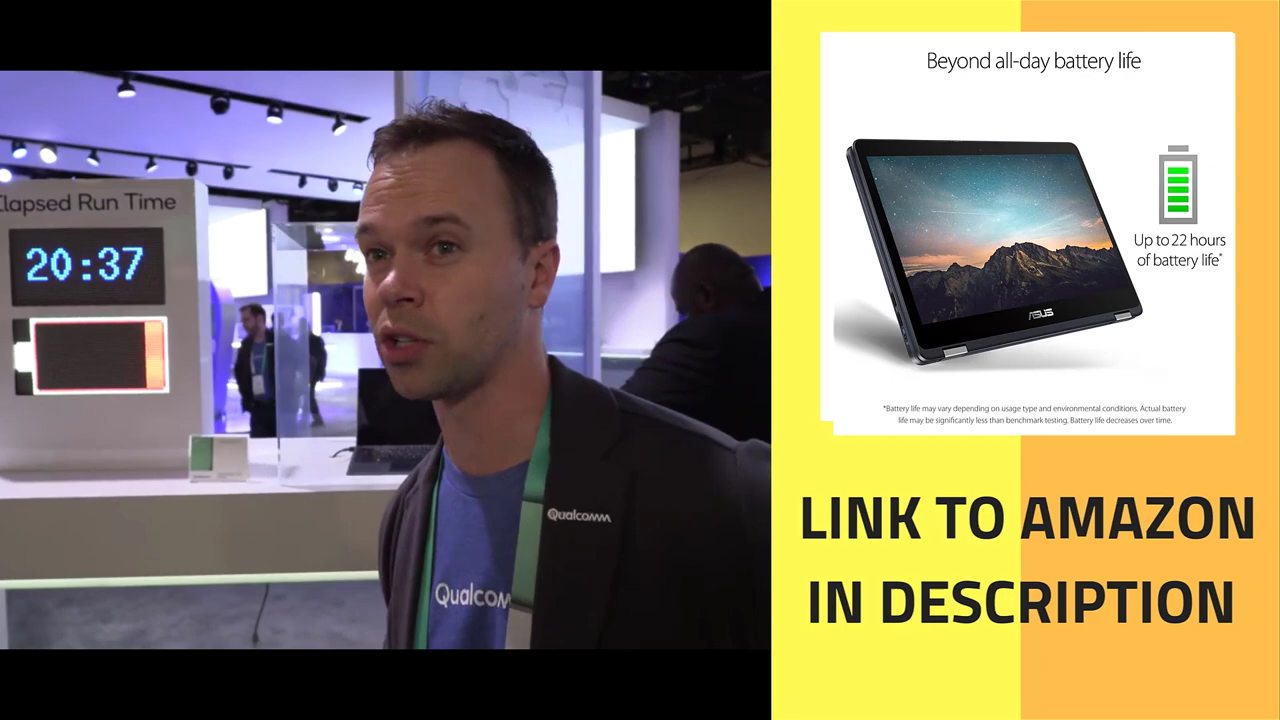 Elapsed Run Time
20:37
Qualcomm
Qualcom
Beyond all-day battery life
Up to 22 hours
of battery life*
ASUS
*Battery life may vary depending on usage type and environmental conditions. Actual battery
life may be significantly less than benchmark testing. Battery life decreases over time.
LINK TO AMAZON
IN DESCRIPTION